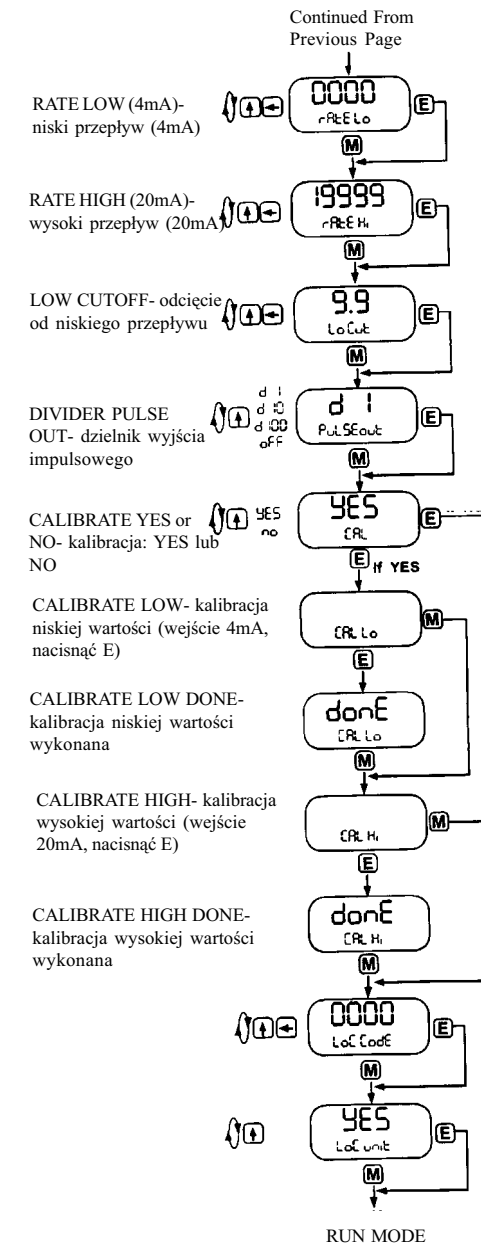 Continued From
Previous Page
RATE LOW (4mA)-
niski przepływ (4mA)
0000
rAtELo
E
M
RATE HIGH (20mA)-
wysoki przepływ (20mA)
19999
rAtE Hi
E
M
LOW CUTOFF- odcięcie
od niskiego przepływu
9.9
LoCut
E
M
DIVIDER PULSE
OUT- dzielnik wyjścia
impulsowego
d 1
d 10
d 100
oFF
d 1
PuLSEout
E
M
CALIBRATE YES or
NO- kalibracja: YES lub
NO
YES
no
YES
CAL
E
E If YES
CALIBRATE LOW- kalibracja
niskiej wartości (wejście 4mA,
nacisnąć E)
CAL Lo
M
E
CALIBRATE LOW DONE-
kalibracja niskiej wartości
wykonana
donE
CAL Lo
M
CALIBRATE HIGH- kalibracja
wysokiej wartości (wejście
20mA, nacisnąć E)
CAL Hi
M
E
CALIBRATE HIGH DONE-
kalibracja wysokiej wartości
wykonana
donE
CAL Hi
M
0000
LoC CodE
E
M
YES
LoC unit
E
M
RUN MODE